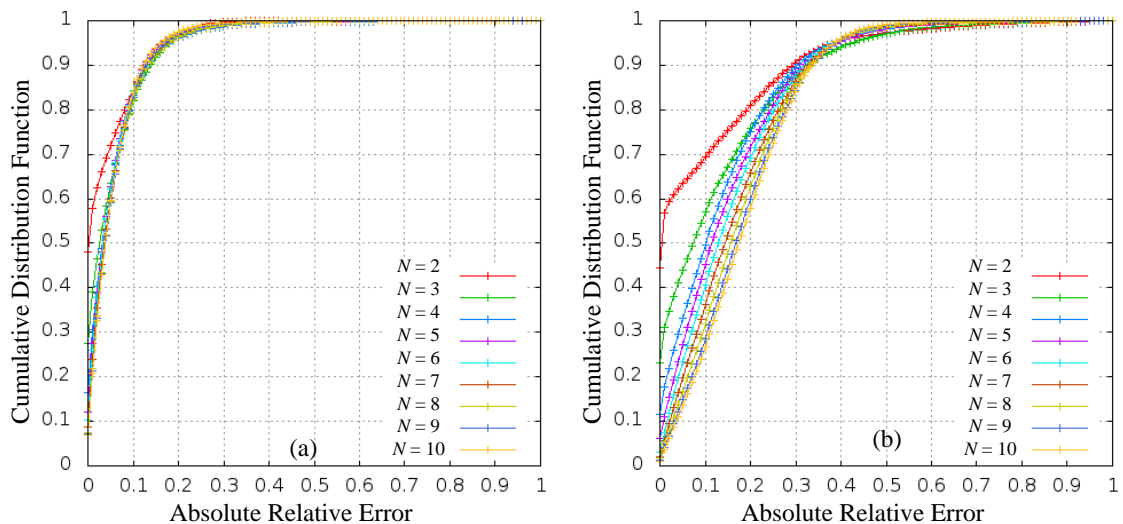 1
0.9
0.8
0.7
0.6
0.5
0.4
0.3
0.2
0.1
0
Cumulative Distribution Function
N = 2
N = 3
N = 4
N = 5
N = 6
N = 7
N = 8
N = 9
N = 10
(a)
0 0.1 0.2 0.3 0.4 0.5 0.6 0.7 0.8 0.9 1
Absolute Relative Error
1
0.9
0.8
0.7
0.6
0.5
0.4
0.3
0.2
0.1
0
Cumulative Distribution Function
N = 2
N = 3
N = 4
N = 5
N = 6
N = 7
N = 8
N = 9
N = 10
(b)
0 0.1 0.2 0.3 0.4 0.5 0.6 0.7 0.8 0.9 1
Absolute Relative Error